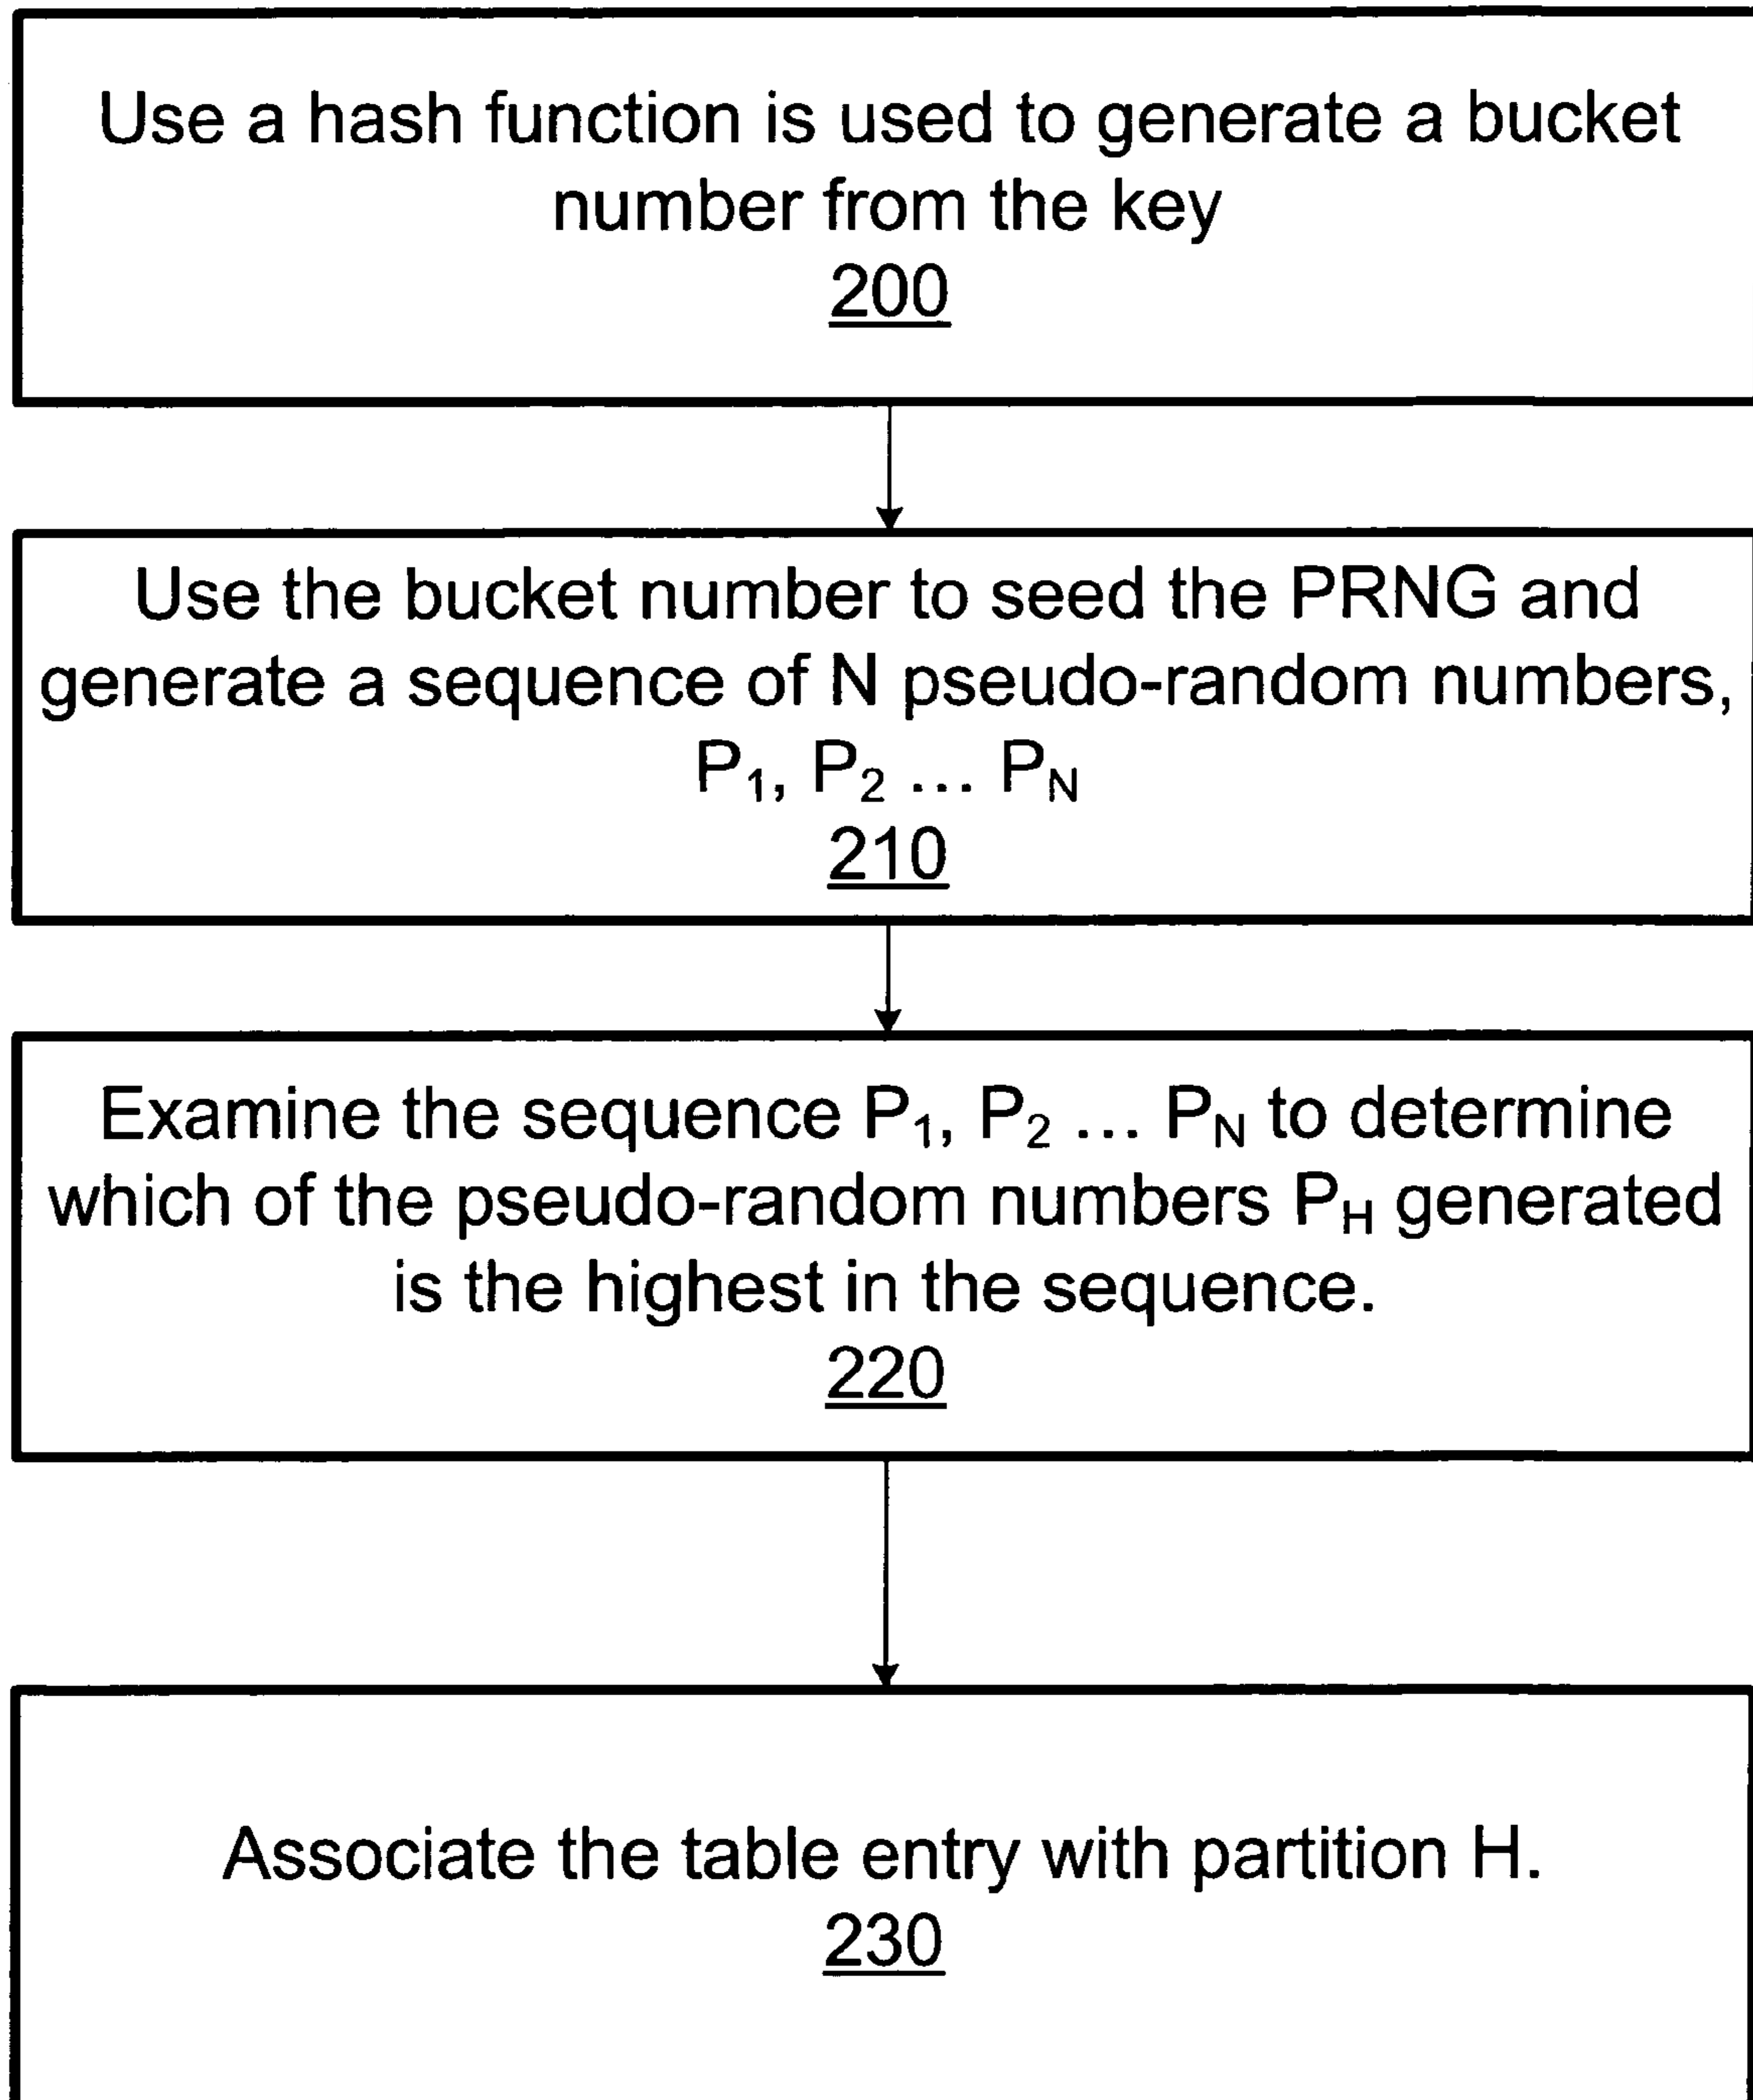 Use a hash function is used to generate a bucket
number from the key
200
Use the bucket number to seed the PRNG and
generate a sequence of N pseudo-random numbers,
P₁, P₂ ... P_N
210
Examine the sequence P₁, P₂ ... P_N to determine
which of the pseudo-random numbers P_H generated
is the highest in the sequence.
220
Associate the table entry with partition H.
230